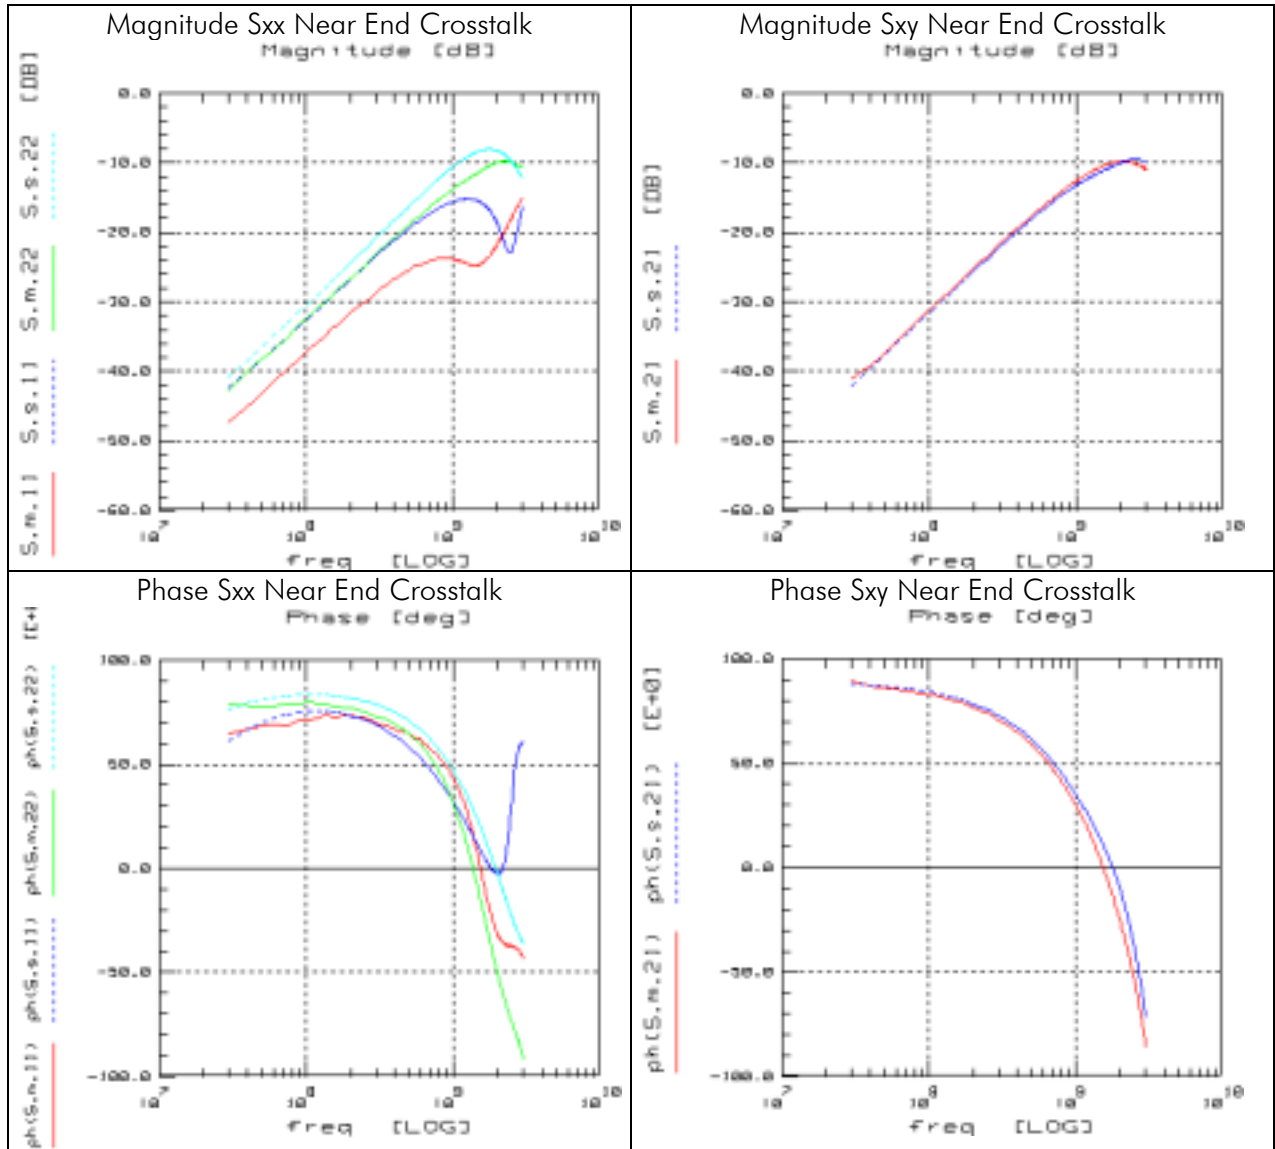 Magnitude Sxx Near End Crosstalk
Magnitude [dB]
[DB]
S.s.22
S.m.22
S.s.11
S.m.11
0.0
-10.0
-20.0
-30.0
-40.0
-50.0
-60.0
10^7
10^8
10^9
10^10
freq [LOG]
Magnitude Sxy Near End Crosstalk
Magnitude [dB]
[DB]
S.s.21
S.m.21
0.0
-10.0
-20.0
-30.0
-40.0
-50.0
-60.0
10^7
10^8
10^9
10^10
freq [LOG]
Phase Sxx Near End Crosstalk
Phase [deg]
ph(S.s.22)
ph(S.m.22)
ph(S.s.11)
ph(S.m.11)
100.0
50.0
0.0
-50.0
-100.0
10^7
10^8
10^9
10^10
freq [LOG]
Phase Sxy Near End Crosstalk
Phase [deg]
[E+0]
ph(S.s.21)
ph(S.m.21)
100.0
50.0
0.0
-50.0
-100.0
10^7
10^8
10^9
10^10
freq [LOG]